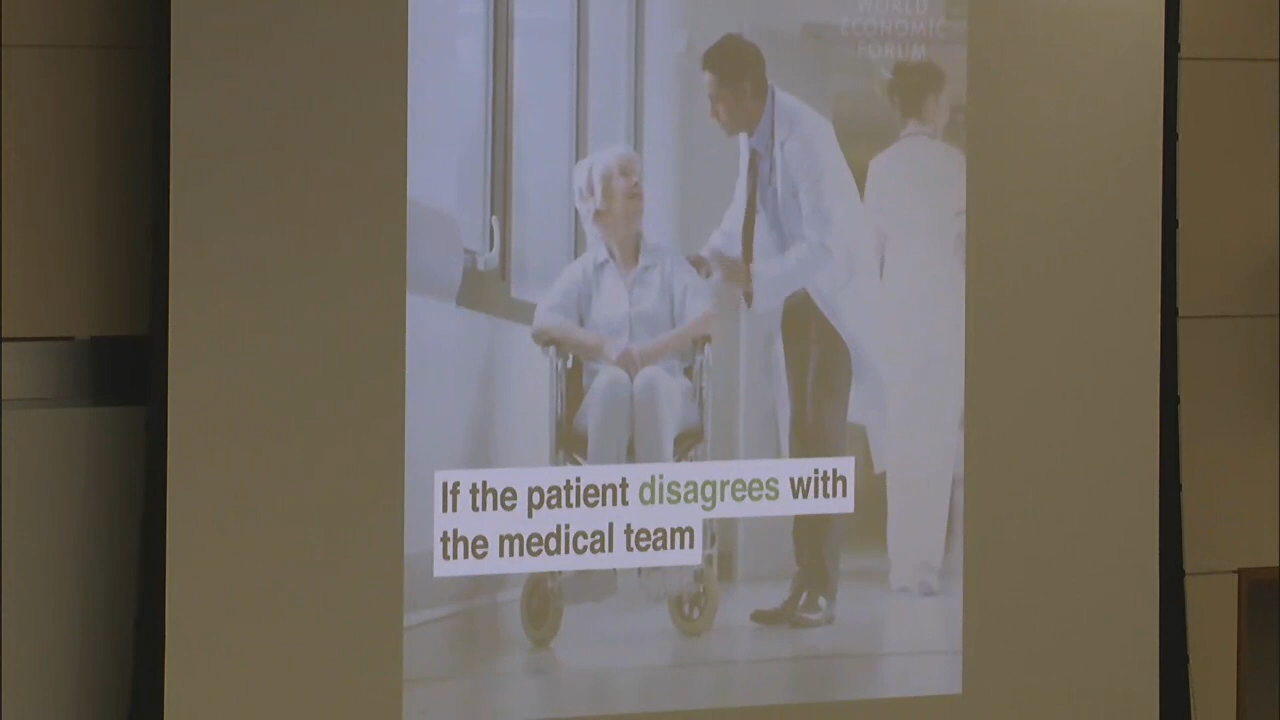 WORLD
ECONOMIC
FORUM
If the patient disagrees with
the medical team